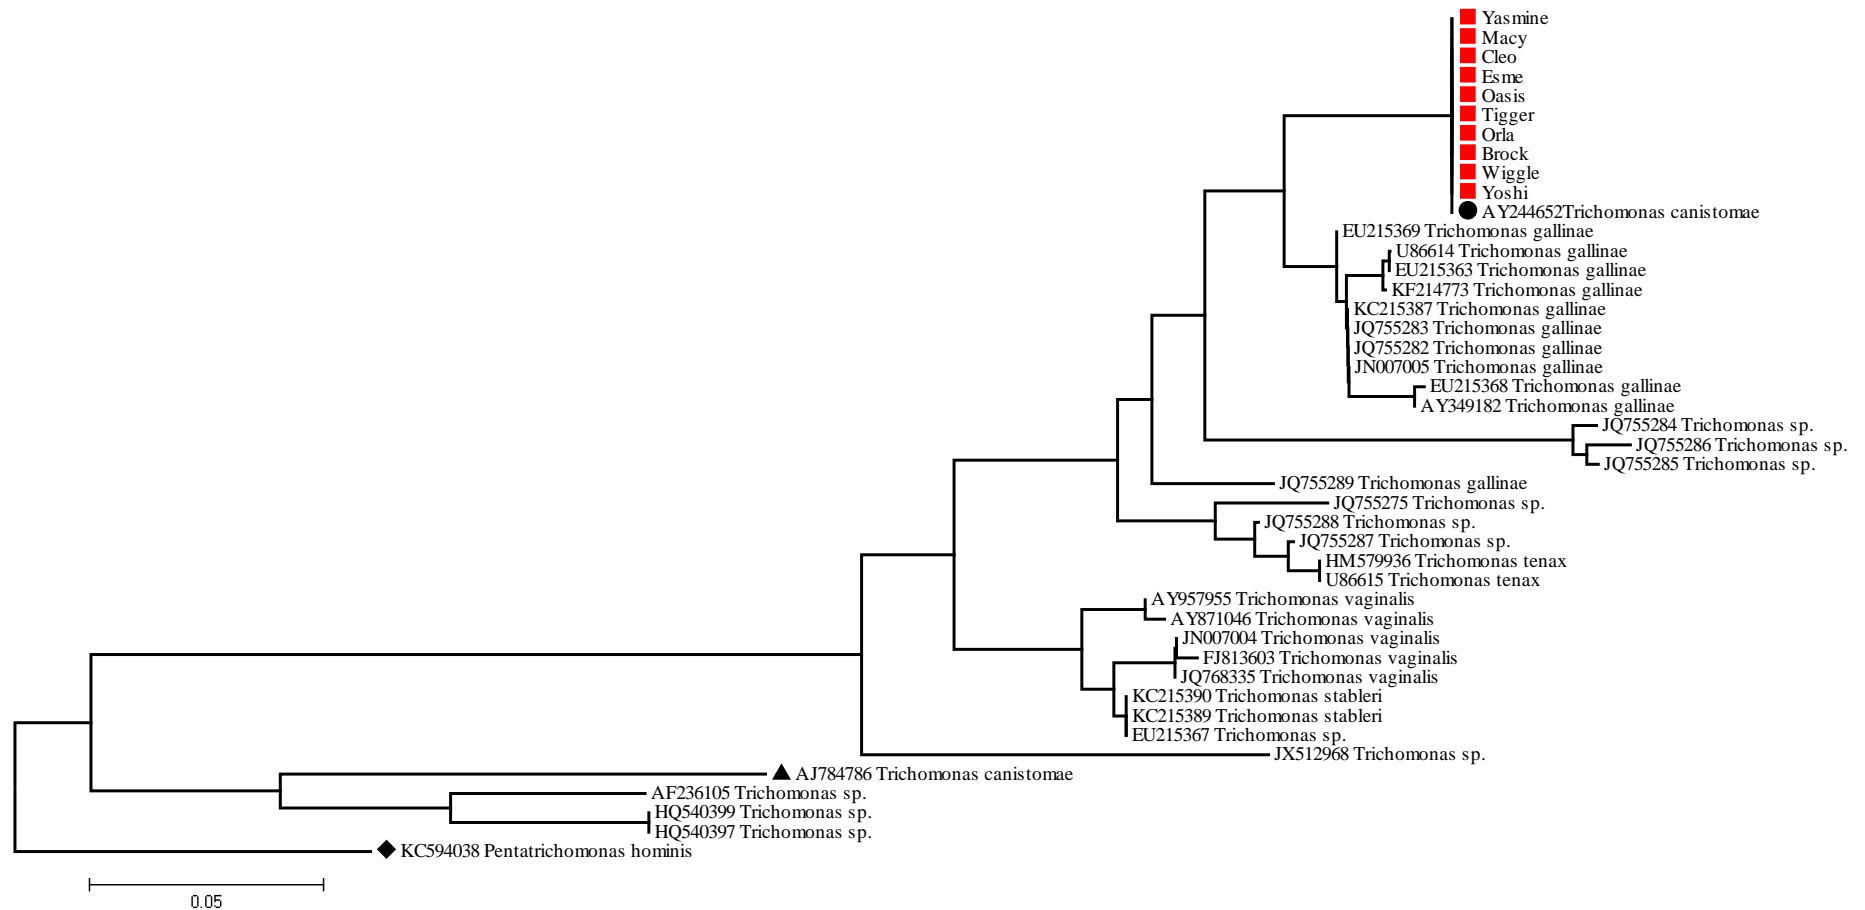 Yasmine
Macy
Cleo
Esme
Oasis
Tigger
Orla
Brock
Wiggle
Yoshi
AY244652Trichomonas canistomae
EU215369 Trichomonas gallinae
U86614 Trichomonas gallinae
EU215363 Trichomonas gallinae
KF214773 Trichomonas gallinae
KC215387 Trichomonas gallinae
JQ755283 Trichomonas gallinae
JQ755282 Trichomonas gallinae
JN007005 Trichomonas gallinae
EU215368 Trichomonas gallinae
AY349182 Trichomonas gallinae
JQ755284 Trichomonas sp.
JQ755286 Trichomonas sp.
JQ755285 Trichomonas sp.
JQ755289 Trichomonas gallinae
JQ755275 Trichomonas sp.
JQ755288 Trichomonas sp.
JQ755287 Trichomonas sp.
HM579936 Trichomonas tenax
U86615 Trichomonas tenax
AY957955 Trichomonas vaginalis
AY871046 Trichomonas vaginalis
JN007004 Trichomonas vaginalis
FJ813603 Trichomonas vaginalis
JQ768335 Trichomonas vaginalis
KC215390 Trichomonas stableri
KC215389 Trichomonas stableri
EU215367 Trichomonas sp.
JX512968 Trichomonas sp.
AJ784786 Trichomonas canistomae
AF236105 Trichomonas sp.
HQ540399 Trichomonas sp.
HQ540397 Trichomonas sp.
KC594038 Pentatrichomonas hominis
0.05